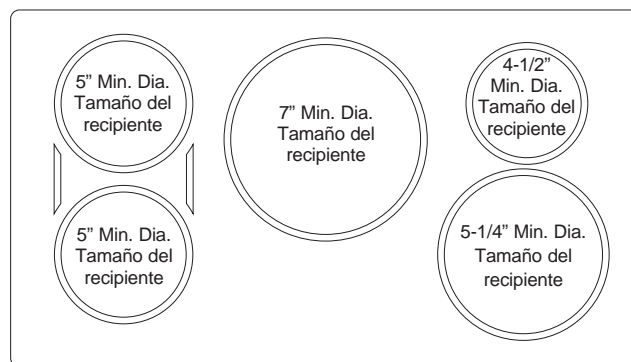 5” Min. Dia.
Tamaño del
recipiente
7” Min. Dia.
Tamaño del
recipiente
4-1/2”
Min. Dia.
Tamaño del
recipiente
5” Min. Dia.
Tamaño del
recipiente
5-1/4” Min. Dia.
Tamaño del
recipiente